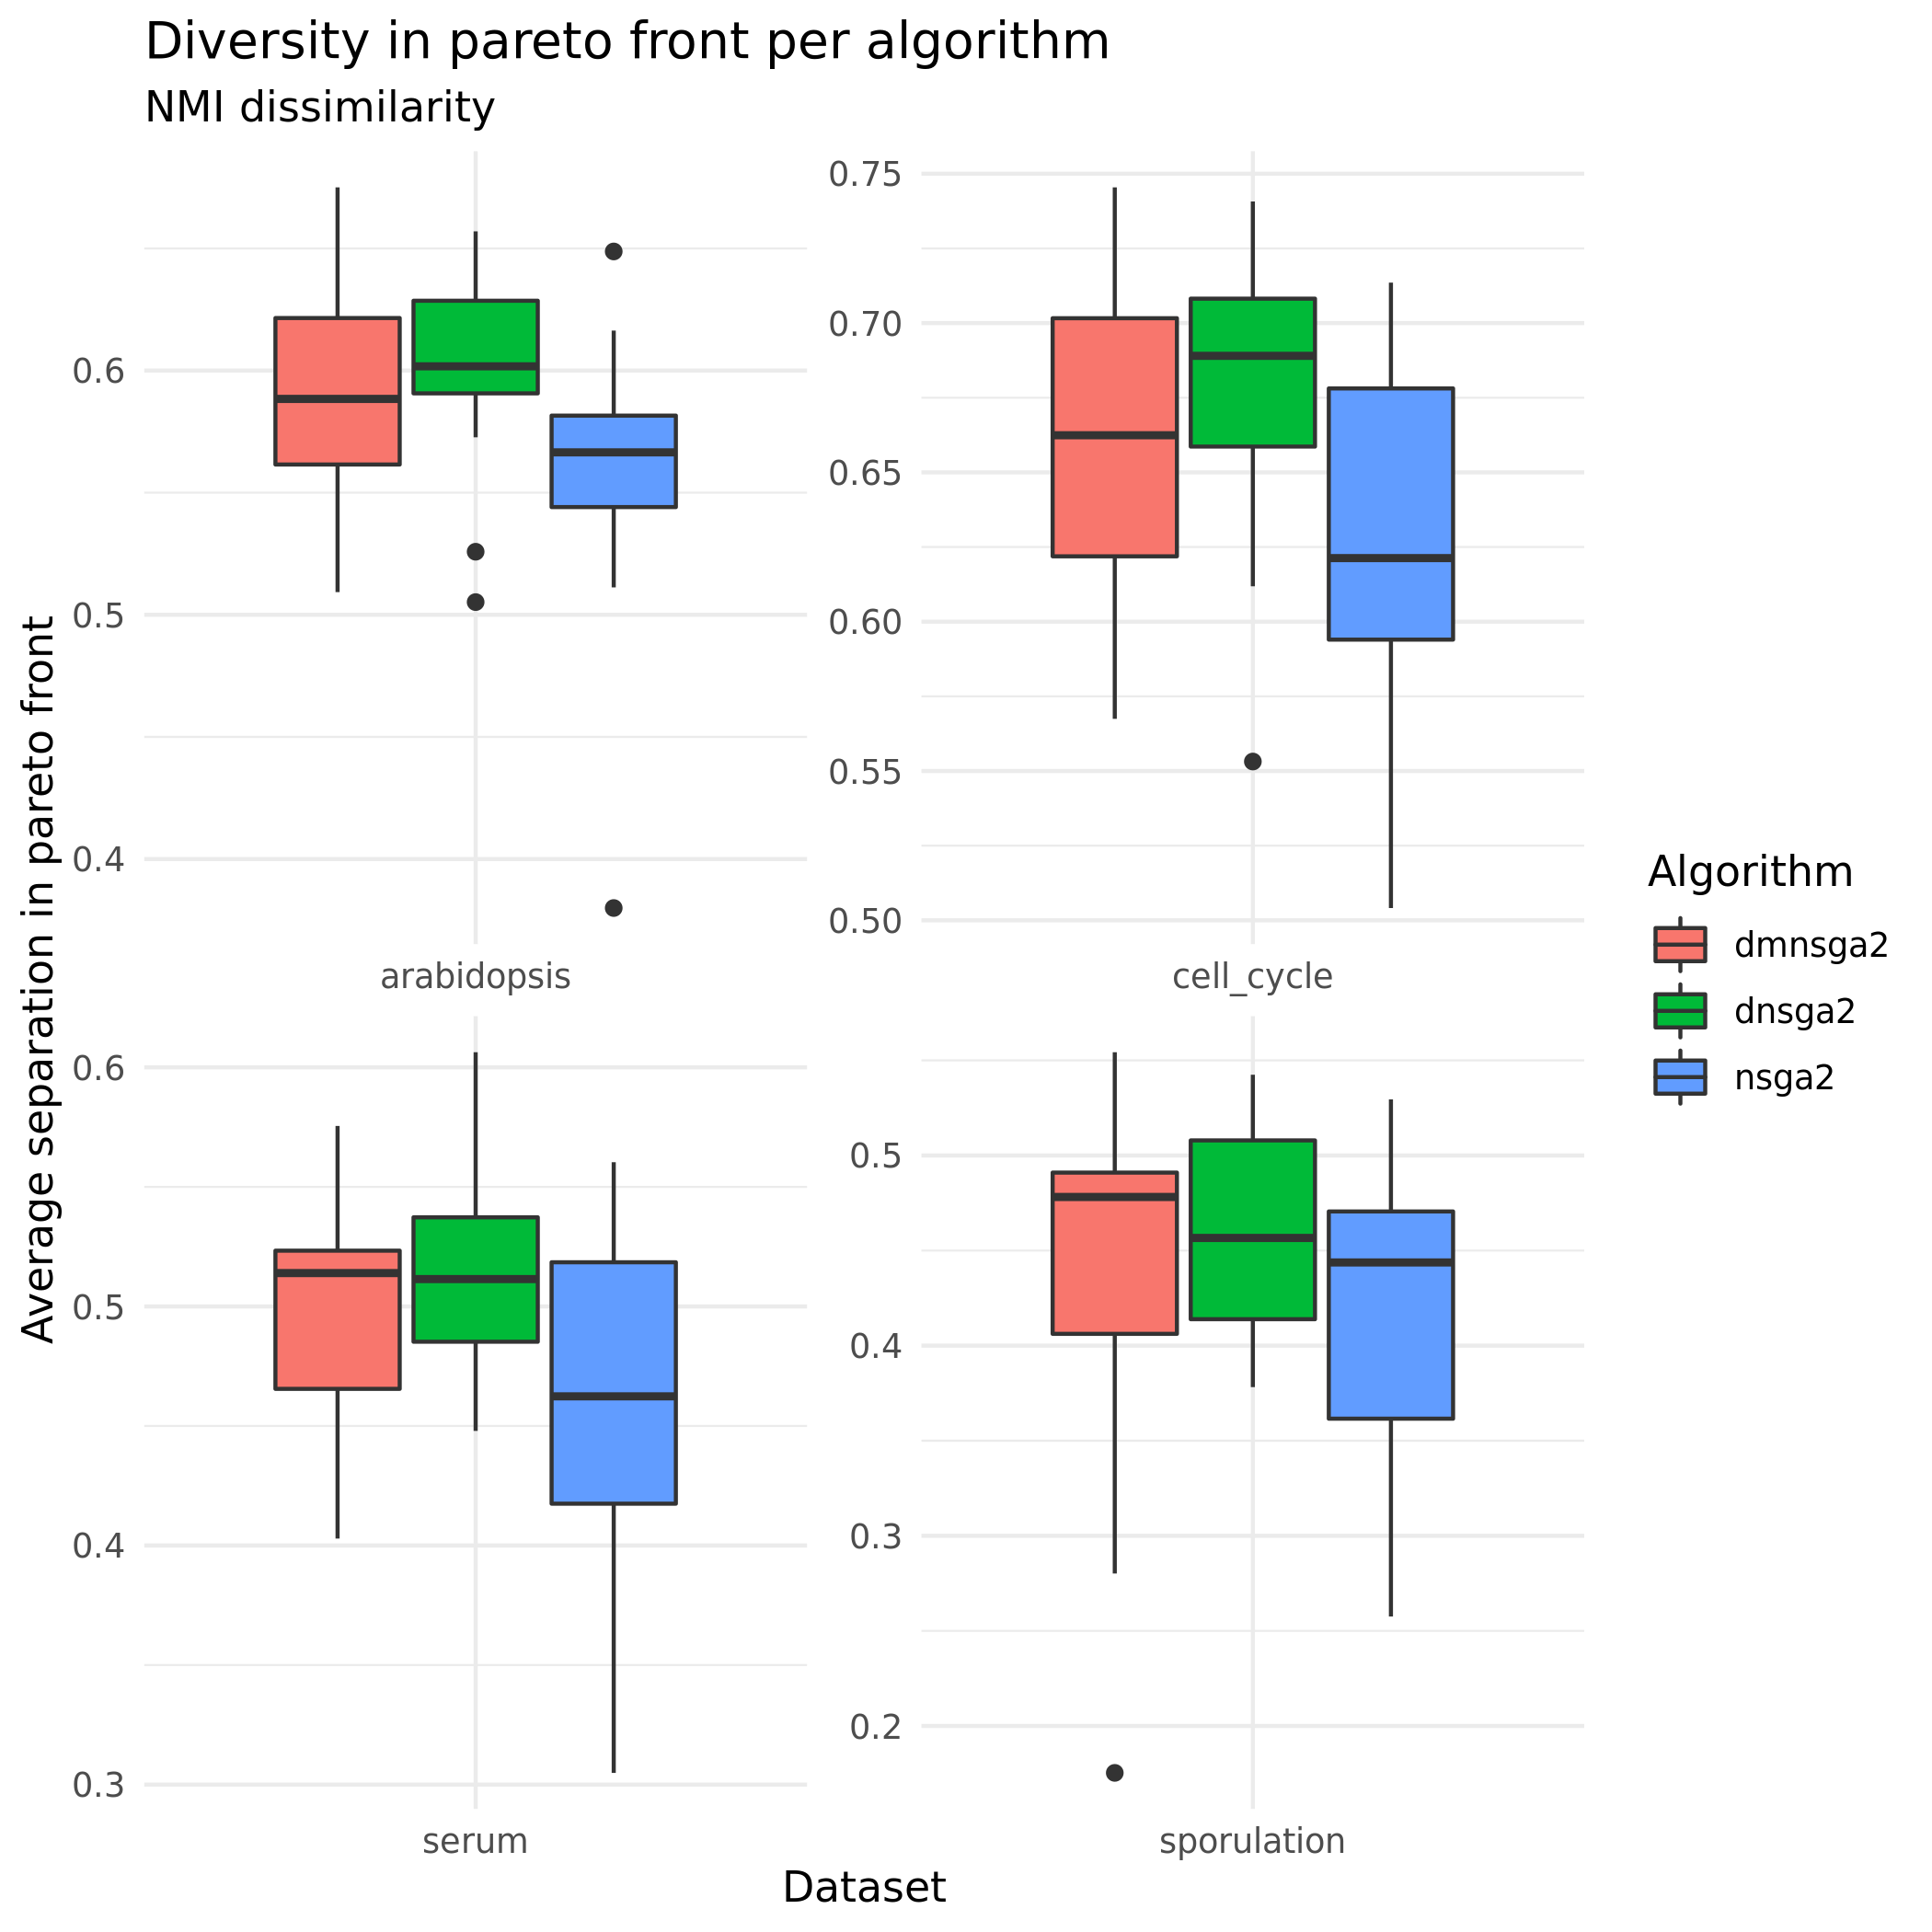 Diversity in pareto front per algorithm
NMI dissimilarity
Average separation in pareto front
0.6
0.5
0.4
arabidopsis
0.75
0.70
0.65
0.60
0.55
0.50
cell_cycle
0.6
0.5
0.4
0.3
serum
0.5
0.4
0.3
0.2
sporulation
Dataset
Algorithm
dmnsga2
dnsga2
nsga2